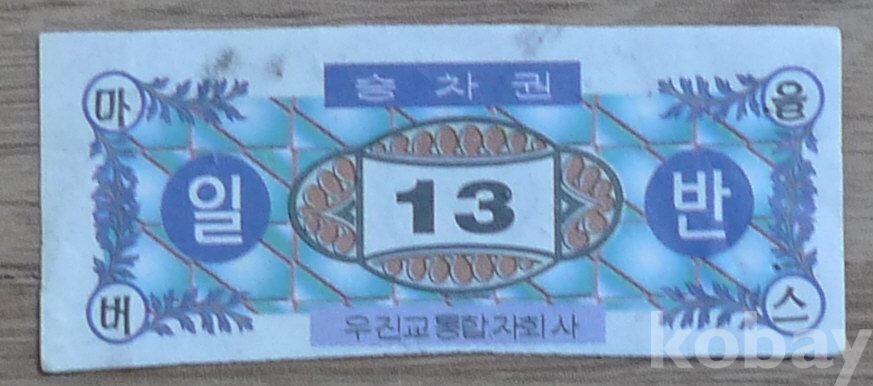 승차권
마 을
일 13 반
버 스
우진교통합자회사
kobay